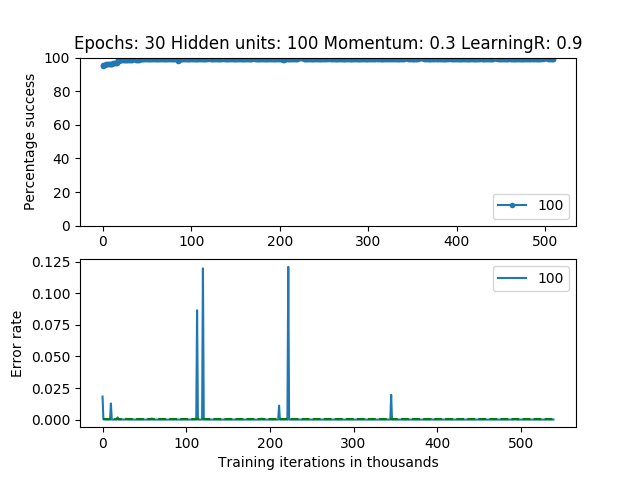 Epochs: 30 Hidden units: 100 Momentum: 0.3 LearningR: 0.9
100
80
60
40
20
0
Percentage success
100
0 100 200 300 400 500
0.125
0.100
0.075
0.050
0.025
0.000
Error rate
100
0 100 200 300 400 500
Training iterations in thousands